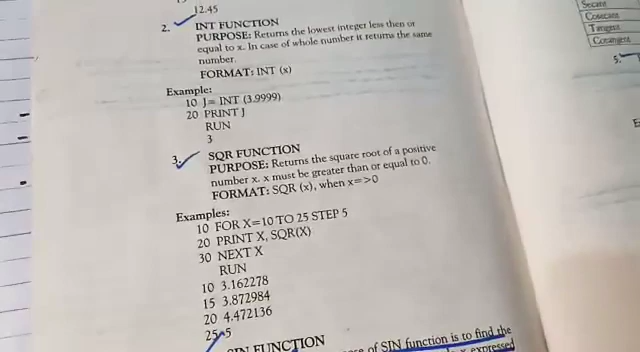 12.45
2. INT FUNCTION
PURPOSE: Returns the lowest integer less then or
equal to x. In case of whole number it returns the same
number.
FORMAT: INT (x)
Example:
10 J= INT (3.9999)
20 PRINT J
RUN
3
3. SQR FUNCTION
PURPOSE: Returns the square root of a positive
number x. x must be greater than or equal to 0.
FORMAT: SQR (x), when x=>0
Examples:
10 FOR X=10 TO 25 STEP 5
20 PRINT X, SQR(X)
30 NEXT X
RUN
10 3.162278
15 3.872984
20 4.472136
25 5
SIN FUNCTION
of SIN function is to find the
expressed
Secant
Cosecant
Tangent
Cotangent
5.